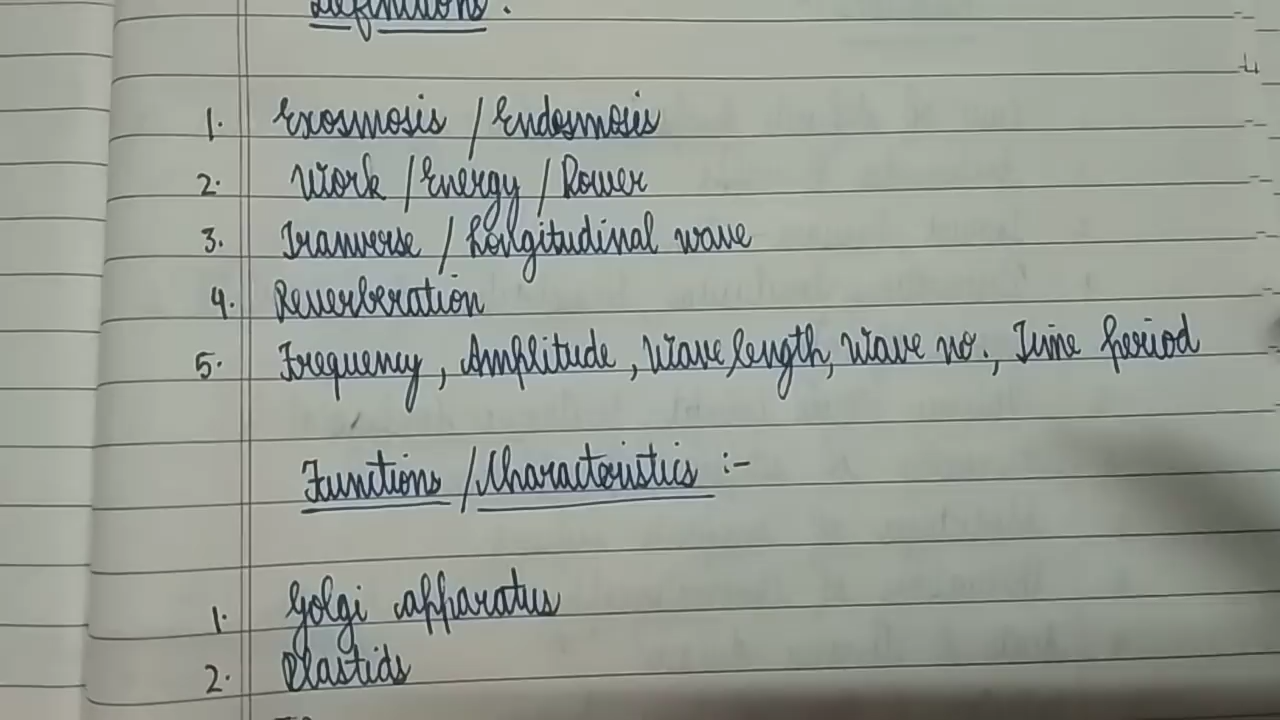 Definitions :
1. Exosmosis / Endosmosis
2. Work / Energy / Power
3. Tranverse / Longitudinal wave
4. Reverberation
5. Frequency, Amplitude, Wave length, Wave no., Time period
Functions / Characteristics :-
1. Golgi apparatus
2. Plastids